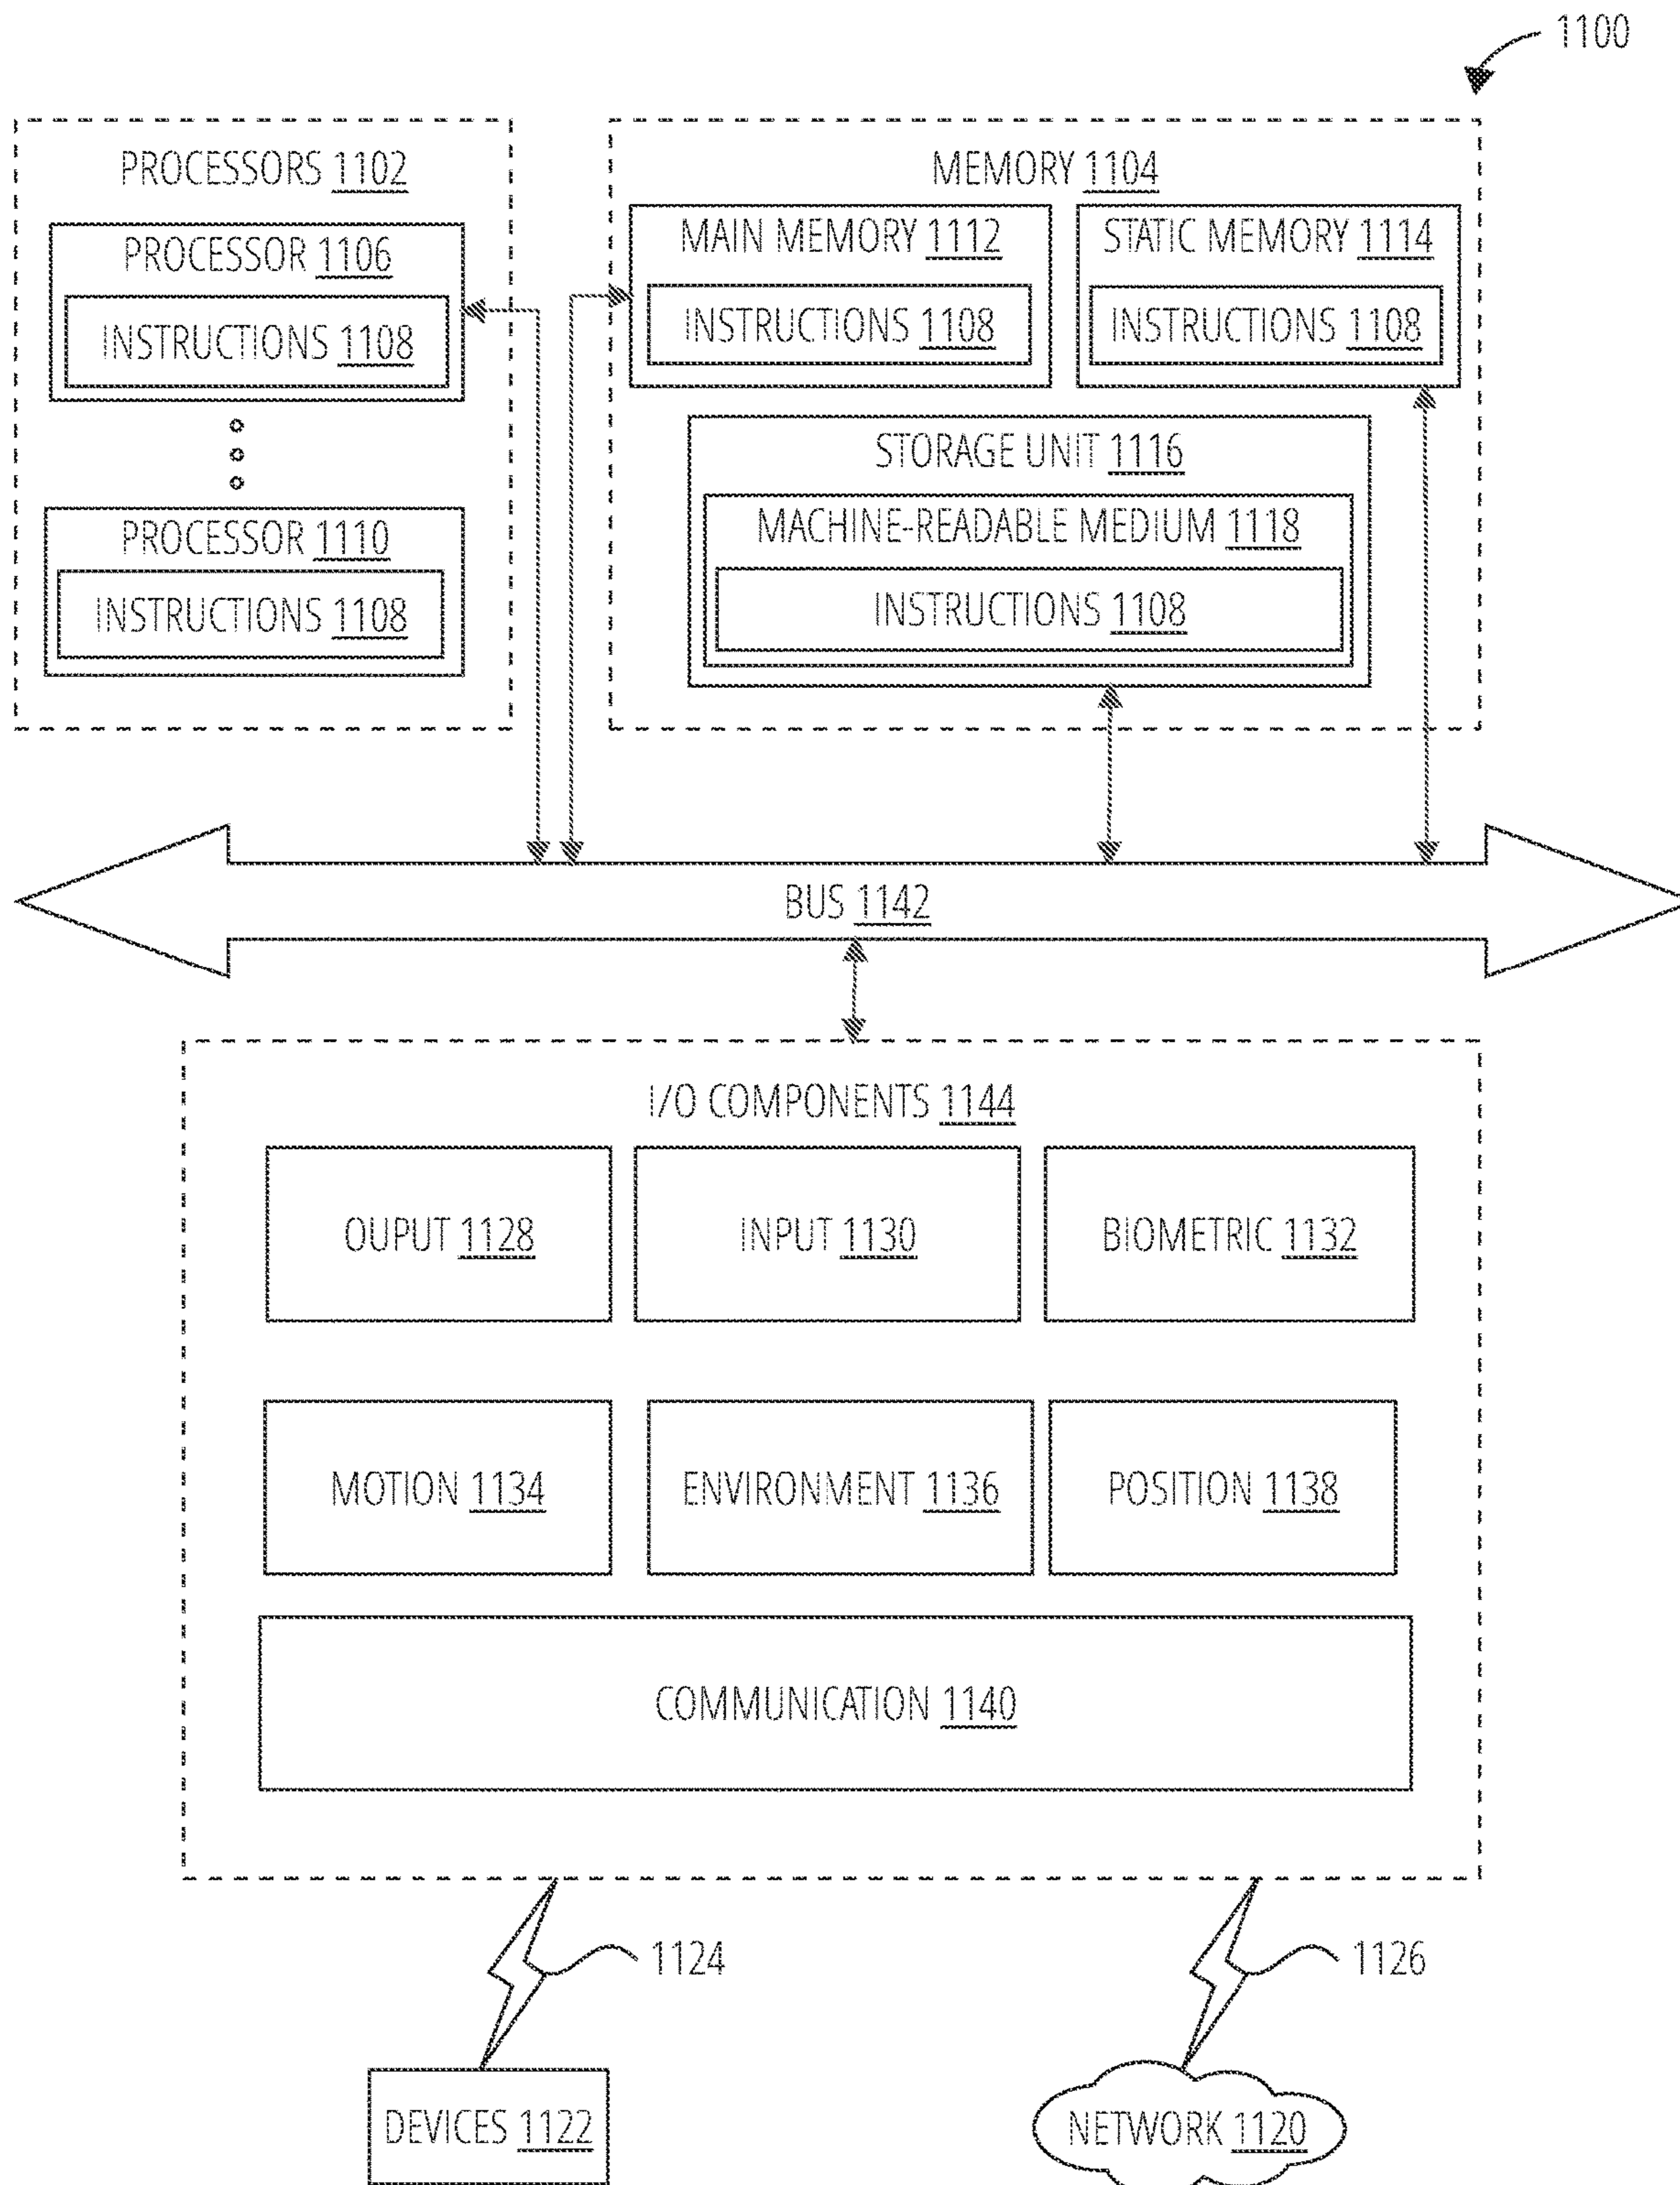 1100
PROCESSORS 1102
PROCESSOR 1106
INSTRUCTIONS 1108
PROCESSOR 1110
INSTRUCTIONS 1108
MEMORY 1104
MAIN MEMORY 1112
INSTRUCTIONS 1108
STATIC MEMORY 1114
INSTRUCTIONS 1108
STORAGE UNIT 1116
MACHINE-READABLE MEDIUM 1118
INSTRUCTIONS 1108
BUS 1142
I/O COMPONENTS 1144
OUPUT 1128
INPUT 1130
BIOMETRIC 1132
MOTION 1134
ENVIRONMENT 1136
POSITION 1138
COMMUNICATION 1140
1124
1126
DEVICES 1122
NETWORK 1120